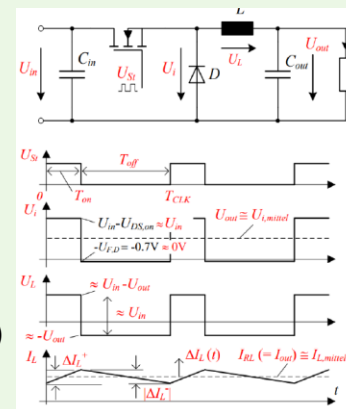 L
U_in C_in U_St U_i D U_L C_out U_out
U_St T_off
0 T_on T_CLK
U_i U_in-U_DS,on ≈ U_in U_out ≅ U_i,mittel
-U_F,D = -0.7V ≈ 0V
U_L ≈ U_in -U_out
≈ U_in
≈ -U_out
I_L ΔI_L⁺ ΔI_L(t) I_RL (= I_out) ≅ I_L,mittel
|ΔI_L⁻| t
)